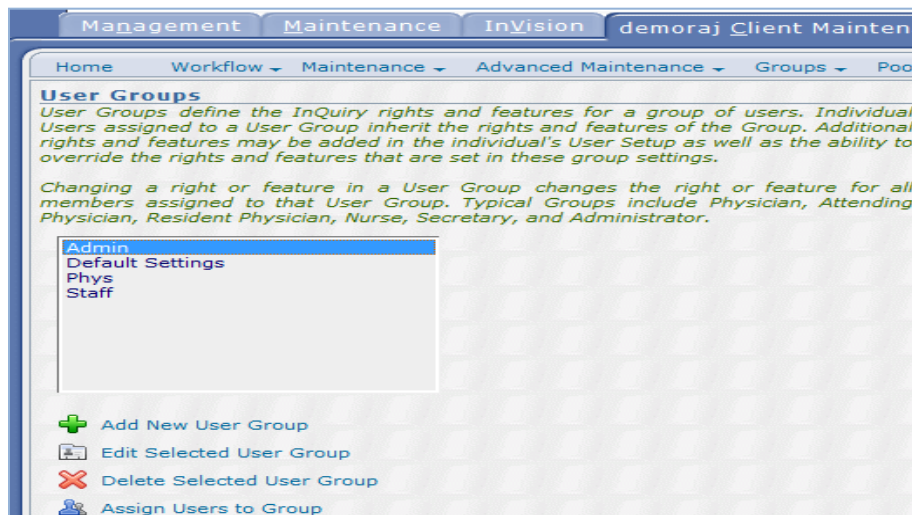 Management Maintenance InVision demoraj Client Mainten
Home Workflow Maintenance Advanced Maintenance Groups Poo
User Groups
User Groups define the InQuiry rights and features for a group of users. Individual
Users assigned to a User Group inherit the rights and features of the Group. Additional
rights and features may be added in the individual's User Setup as well as the ability to
override the rights and features that are set in these group settings.
Changing a right or feature in a User Group changes the right or feature for all
members assigned to that User Group. Typical Groups include Physician, Attending
Physician, Resident Physician, Nurse, Secretary, and Administrator.
Admin
Default Settings
Phys
Staff
Add New User Group
Edit Selected User Group
Delete Selected User Group
Assign Users to Group